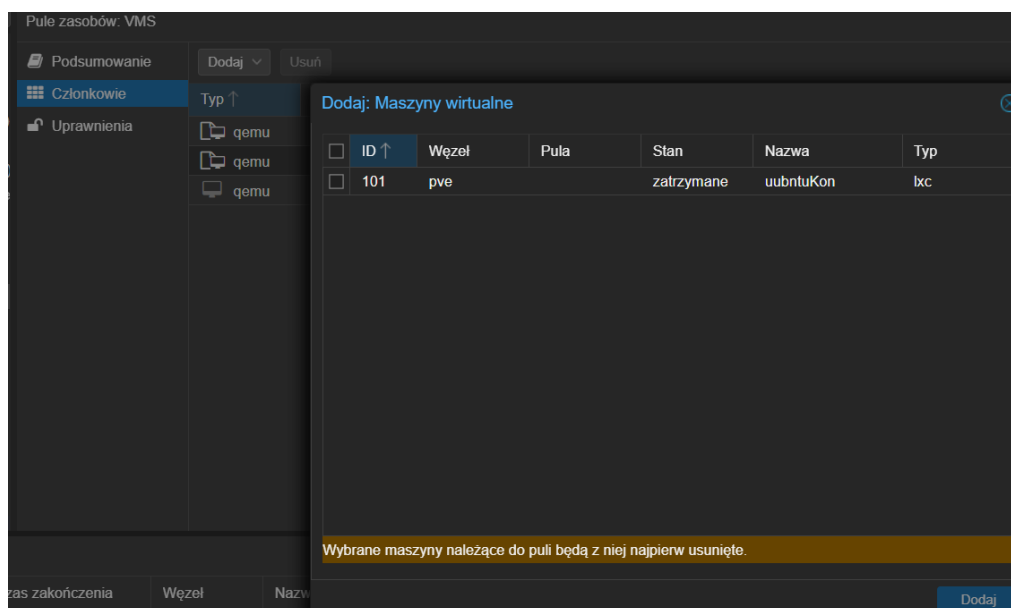 Pule zasobów: VMS
Podsumowanie
Członkowie
Uprawnienia
Dodaj Usuń
Typ
qemu
qemu
qemu
Dodaj: Maszyny wirtualne
ID Węzeł Pula Stan Nazwa Typ
101 pve zatrzymane uubntuKon lxc
Wybrane maszyny należące do puli będą z niej najpierw usunięte.
Dodaj
zas zakończenia Węzeł Nazw